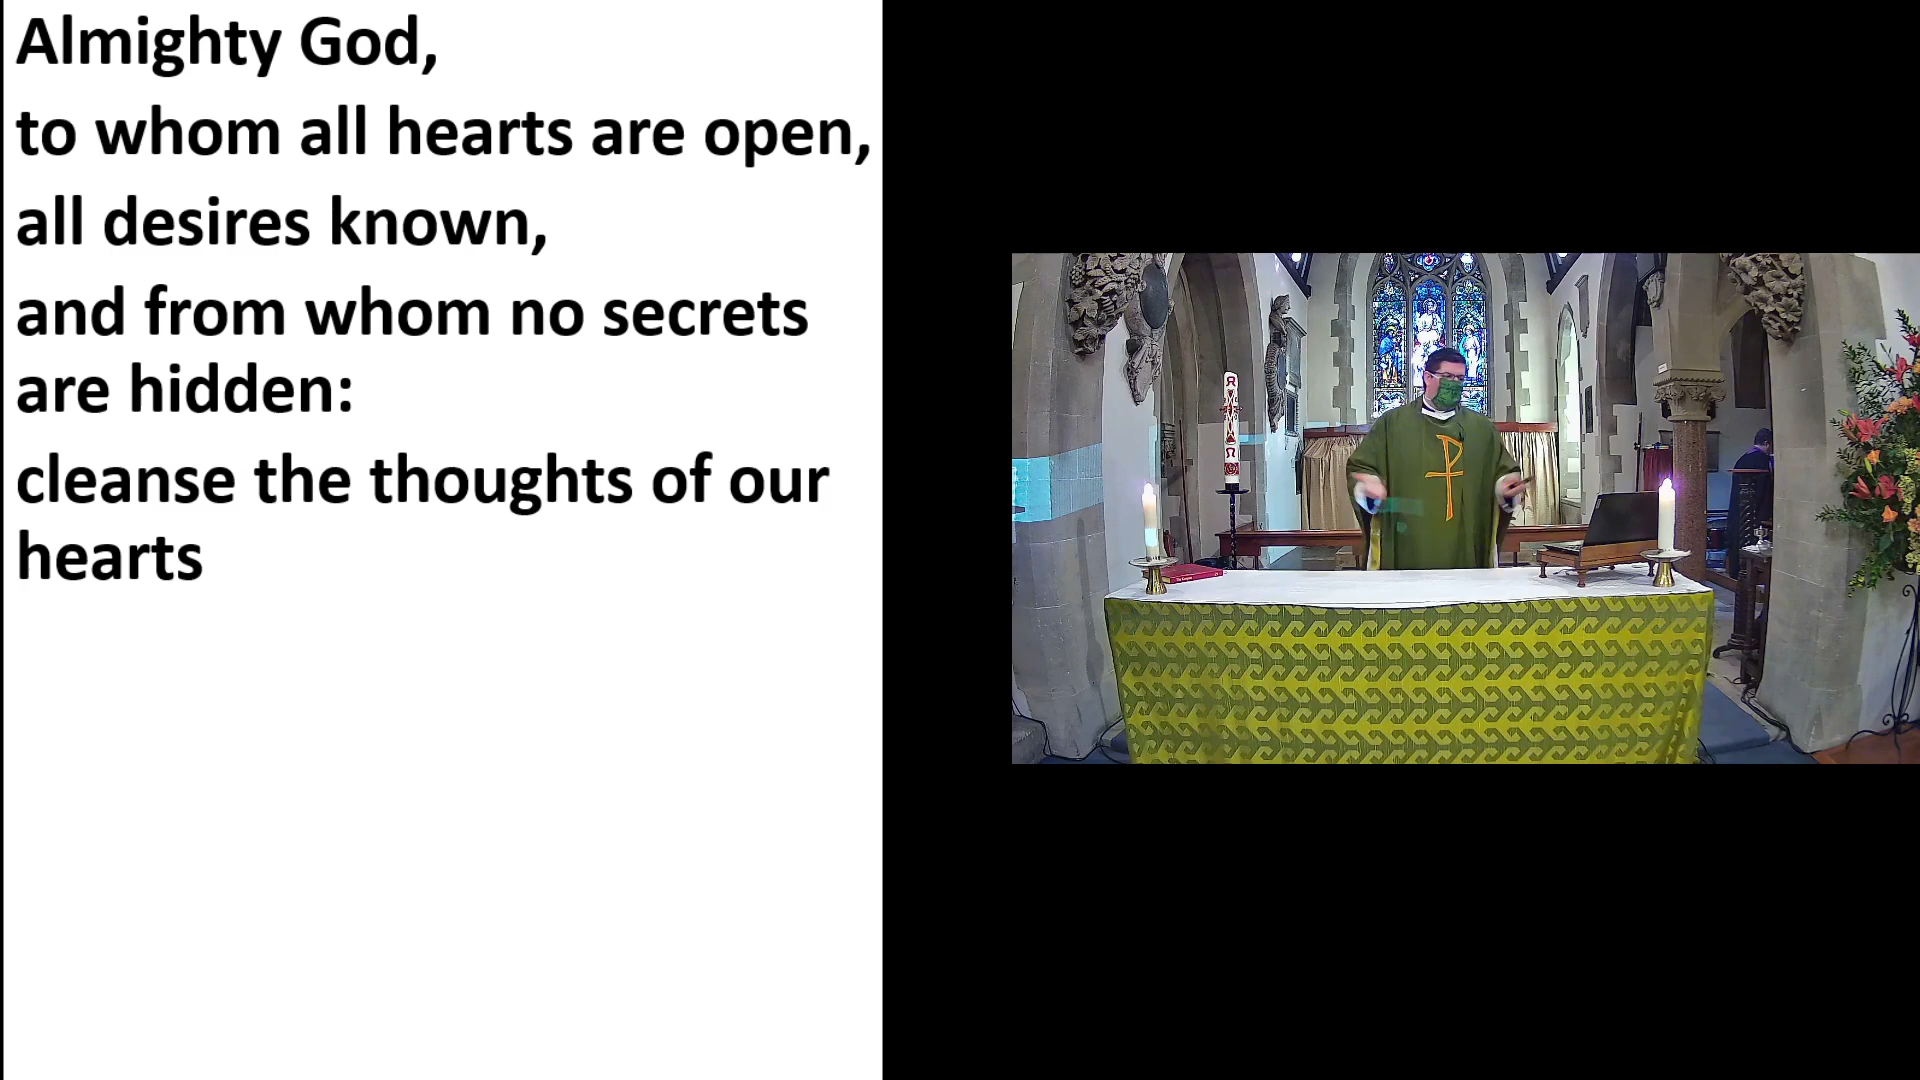 Almighty God,
to whom all hearts are open,
all desires known,
and from whom no secrets
are hidden:
cleanse the thoughts of our
hearts